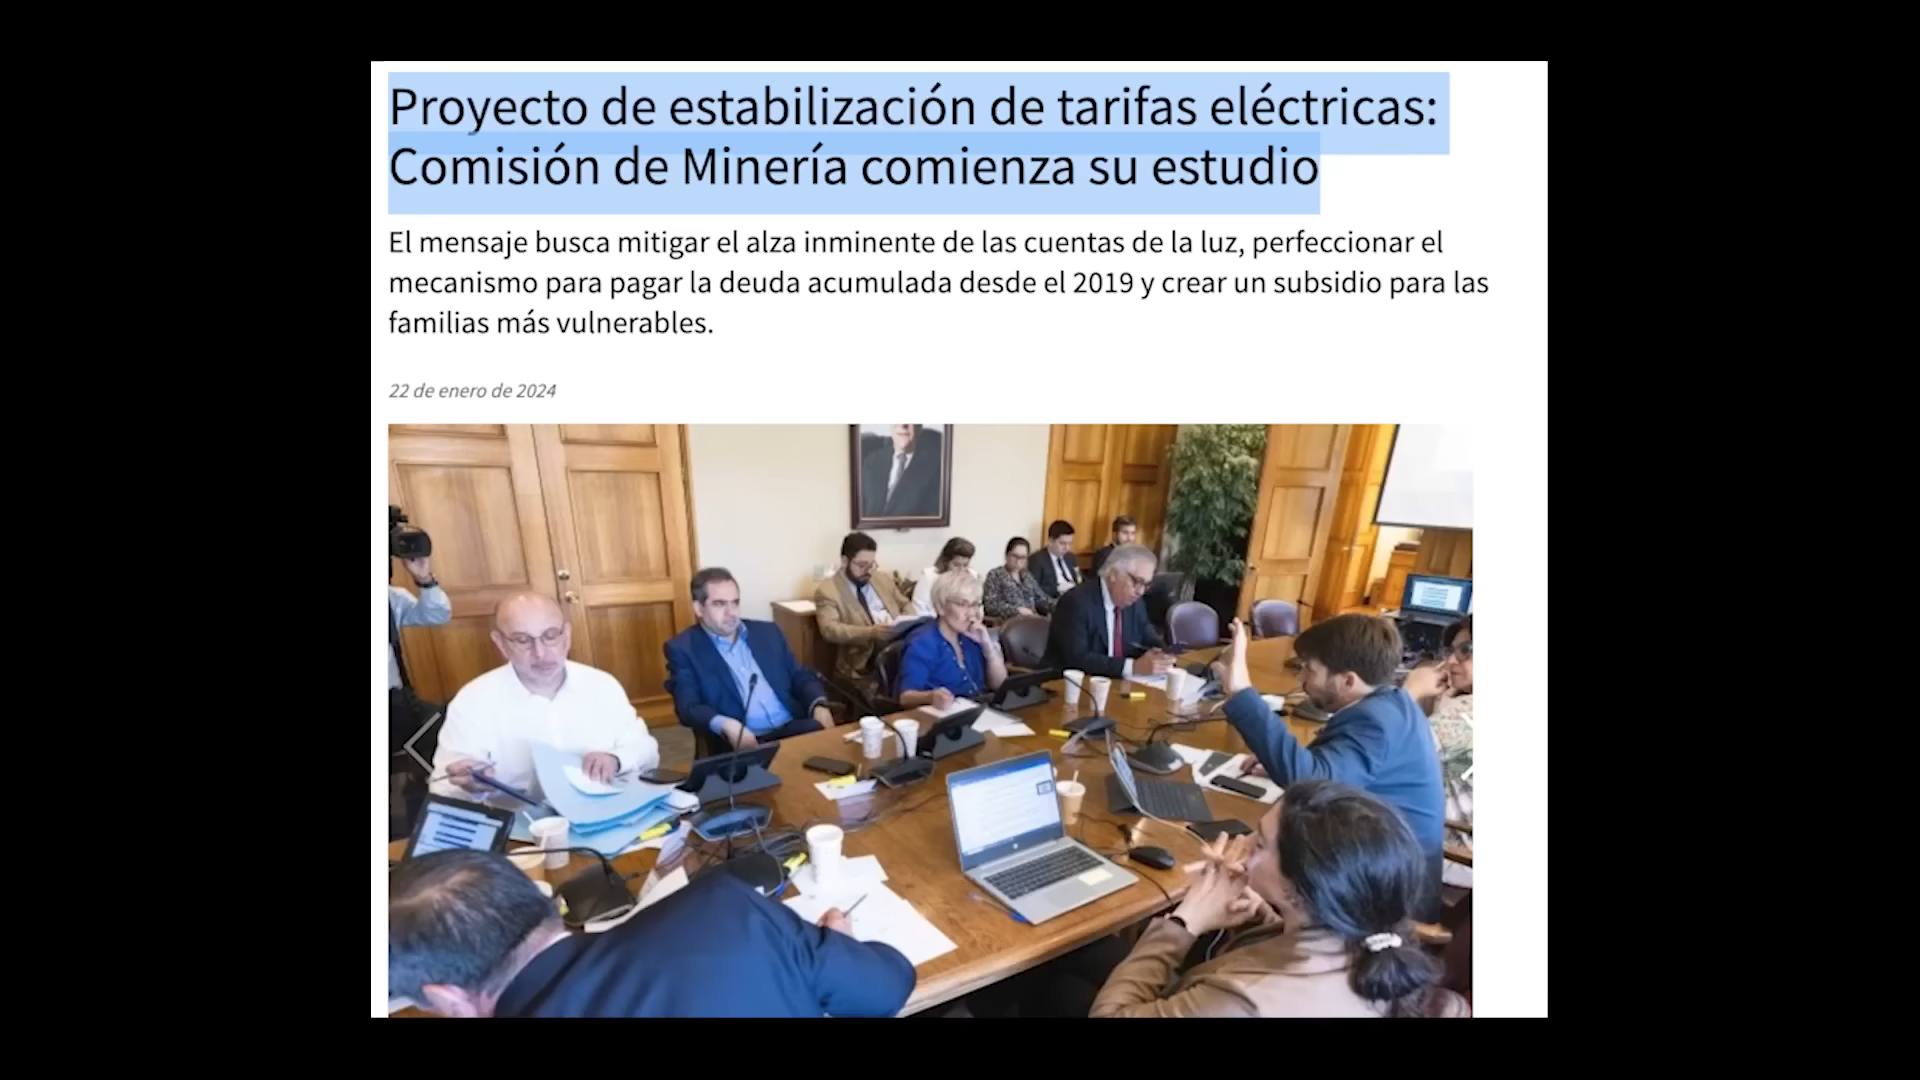 Proyecto de estabilización de tarifas eléctricas:
Comisión de Minería comienza su estudio
El mensaje busca mitigar el alza inminente de las cuentas de la luz, perfeccionar el
mecanismo para pagar la deuda acumulada desde el 2019 y crear un subsidio para las
familias más vulnerables.
22 de enero de 2024